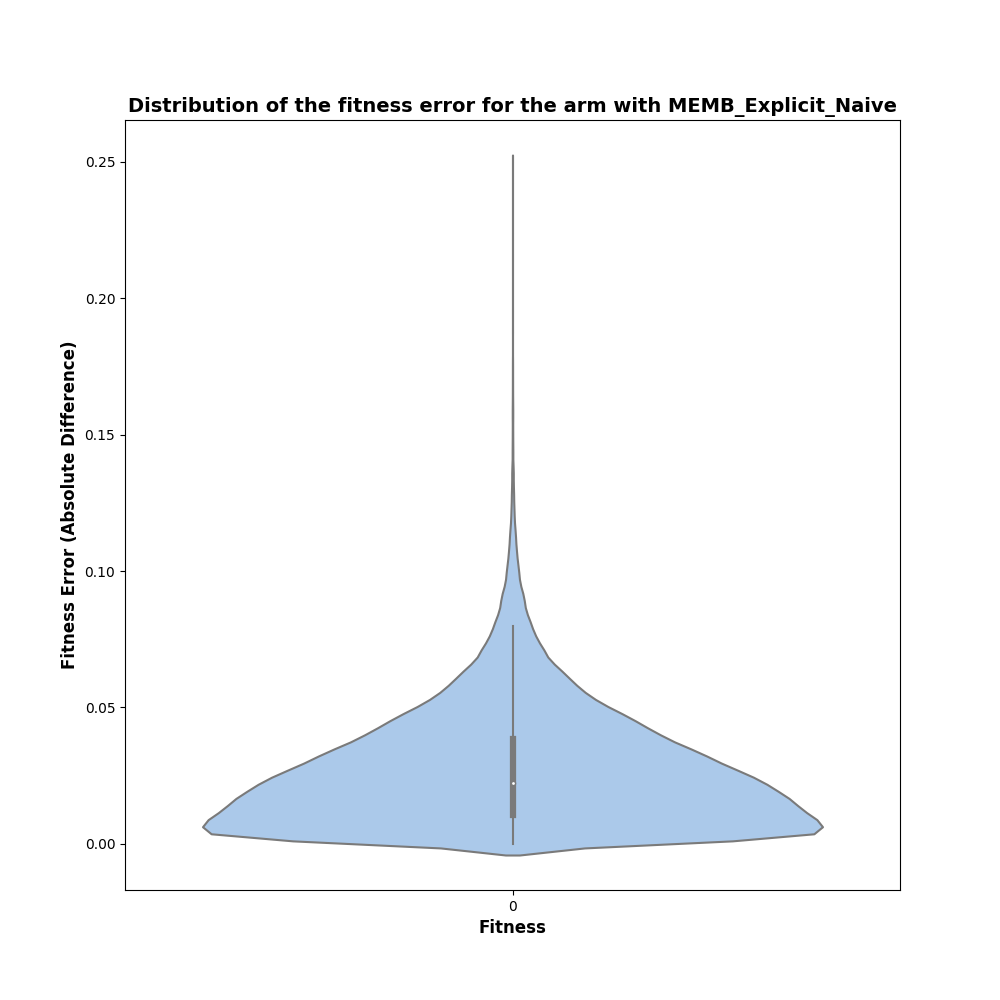 Distribution of the fitness error for the arm with MEMB_Explicit_Naive
0.25
0.20
0.15
0.10
0.05
0.00
Fitness Error (Absolute Difference)
0
Fitness